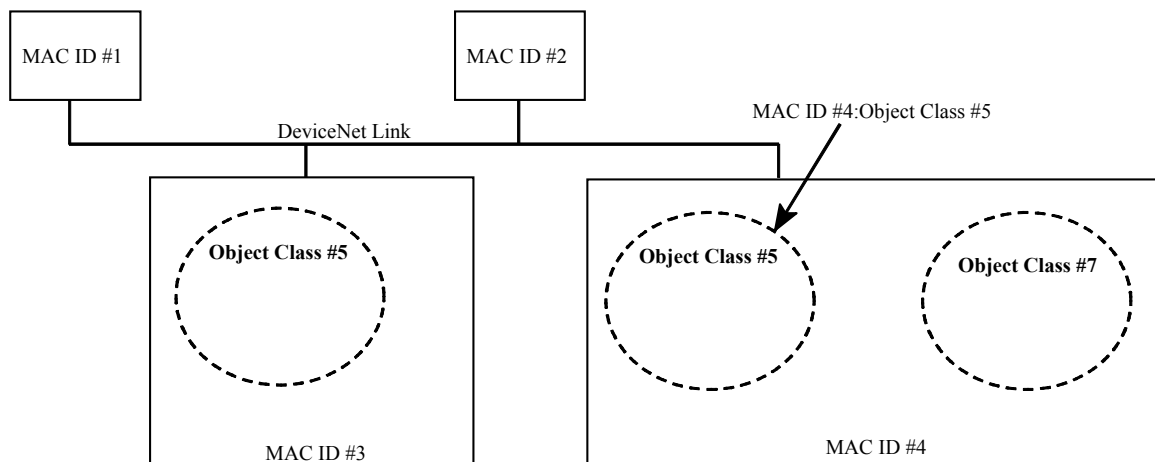 MAC ID #1
MAC ID #2
MAC ID #4:Object Class #5
DeviceNet Link
Object Class #5
Object Class #5
Object Class #7
MAC ID #3
MAC ID #4